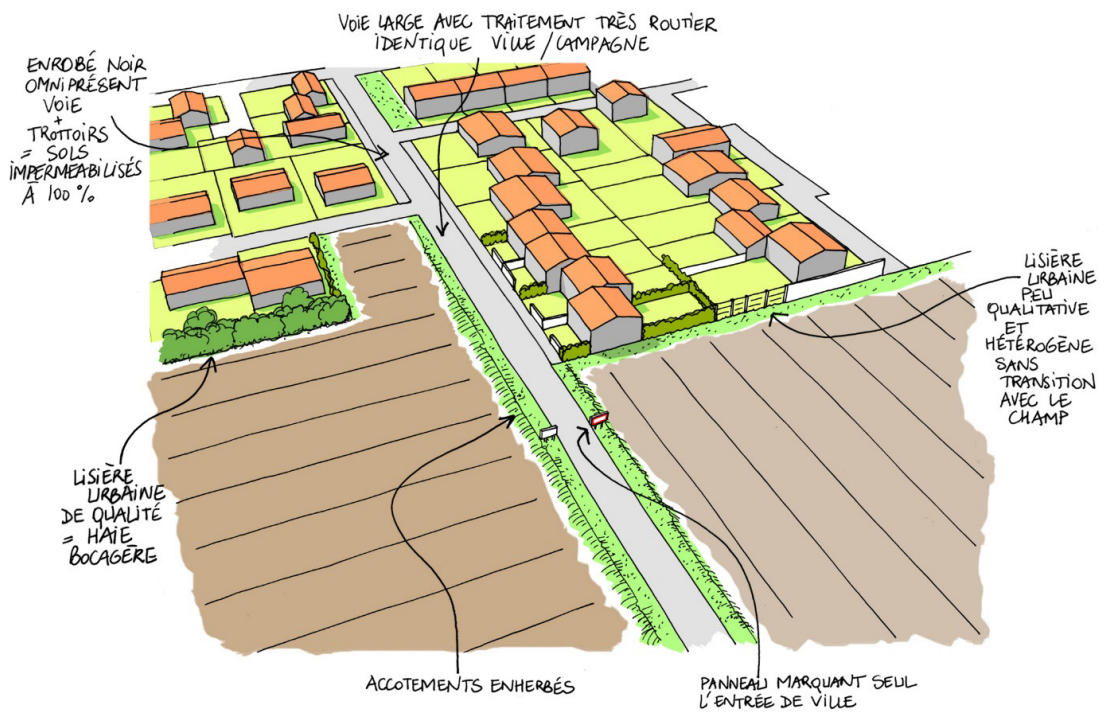 VOIE LARGE AVEC TRAITEMENT TRÈS ROUTIER
IDENTIQUE VILLE / CAMPAGNE
ENROBÉ NOIR
OMNIPRÉSENT
VOIE
+
TROTTOIRS
= SOLS
IMPERMEABILISÉS
À 100 %
LISIÈRE
URBAINE
PEU
QUALITATIVE
ET
HÉTÉROGÈNE
SANS
TRANSITION
AVEC LE
CHAMP
LISIÈRE
URBAINE
DE QUALITÉ
= HAIE
BOCAGÈRE
ACCOTEMENTS ENHERBÉS
PANNEAU MARQUANT SEUL
L'ENTRÉE DE VILLE